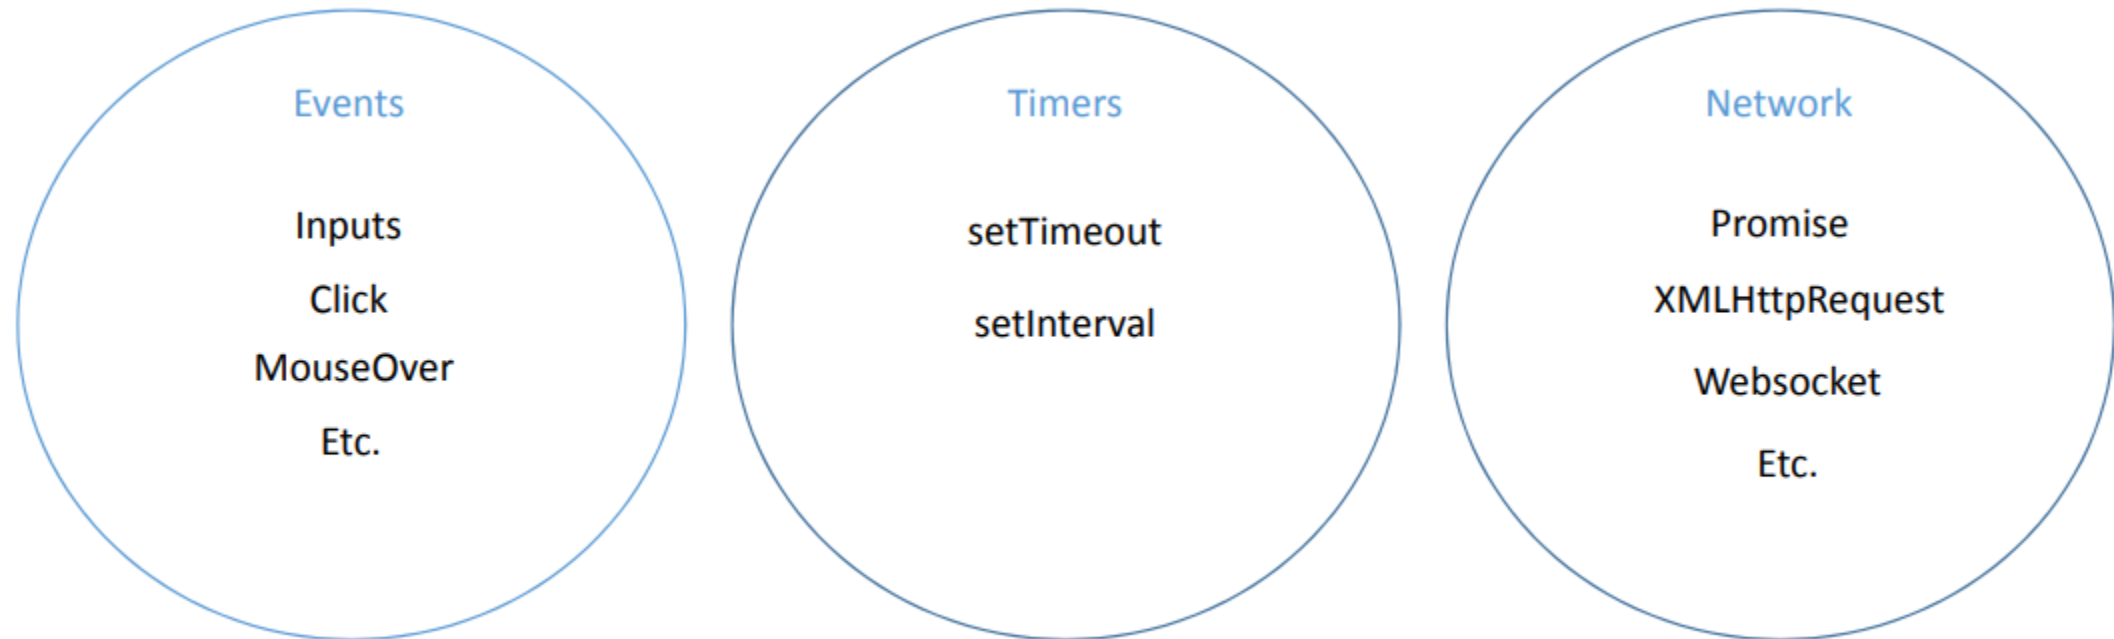 Events
Inputs
Click
MouseOver
Etc.
Timers
setTimeout
setInterval
Network
Promise
XMLHttpRequest
Websocket
Etc.